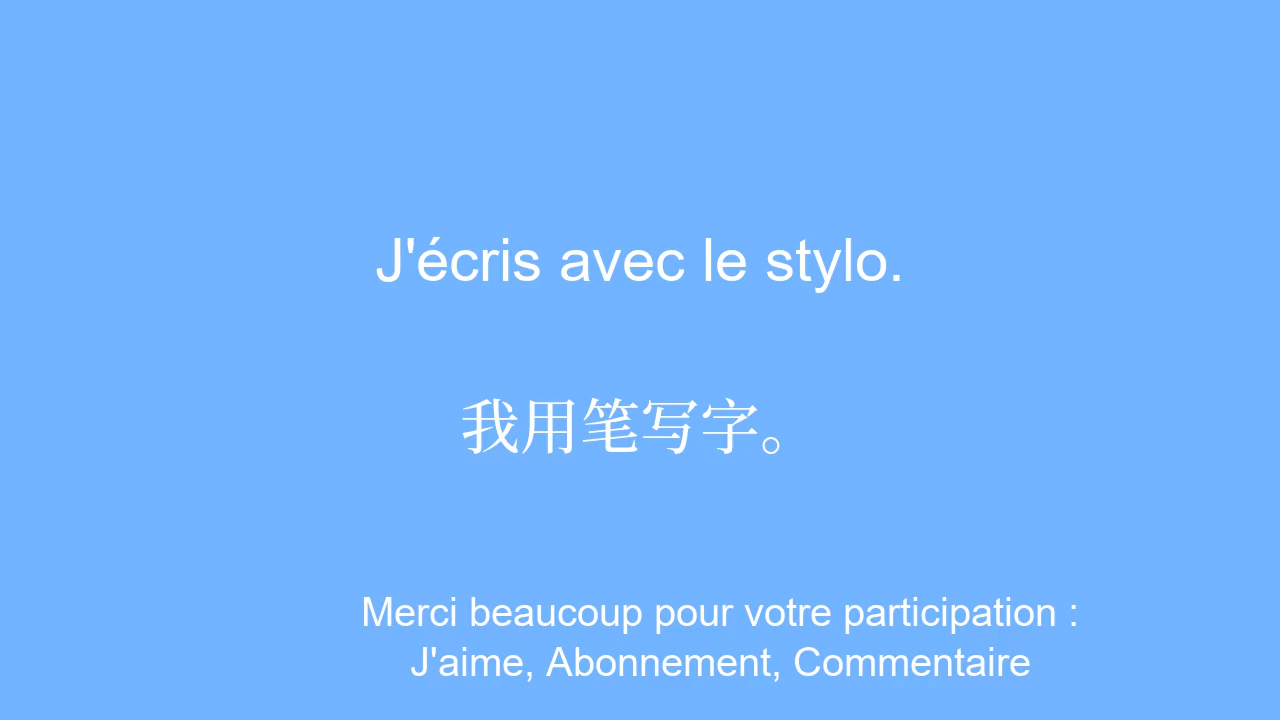 J'écris avec le stylo.
我用笔写字。
Merci beaucoup pour votre participation :
J'aime, Abonnement, Commentaire